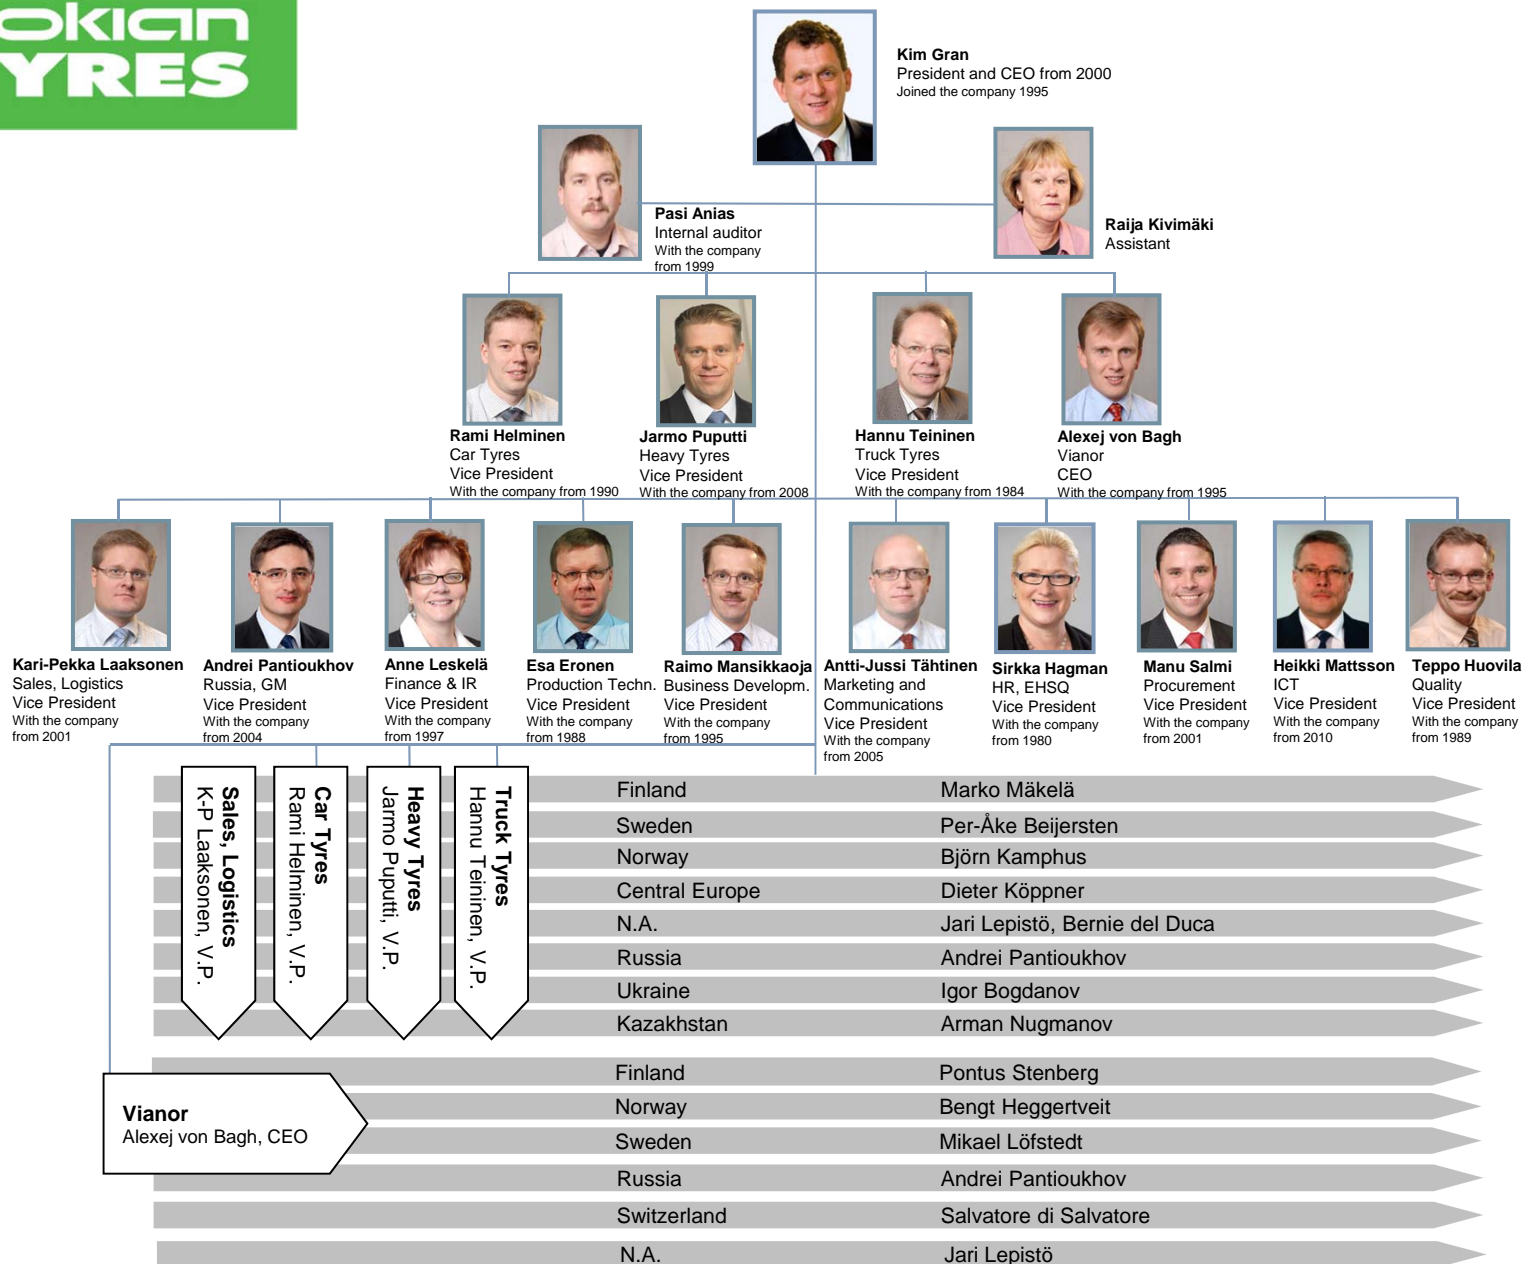 okian
YRES
Kim Gran
President and CEO from 2000
Joined the company 1995
Pasi Anias
Internal auditor
With the company
from 1999
Raija Kivimäki
Assistant
Rami Helminen
Car Tyres
Vice President
With the company from 1990
Jarmo Puputti
Heavy Tyres
Vice President
With the company from 2008
Hannu Teininen
Truck Tyres
Vice President
With the company from 1984
Alexej von Bagh
Vianor
CEO
With the company from 1995
Kari-Pekka Laaksonen
Sales, Logistics
Vice President
With the company
from 2001
Andrei Pantioukhov
Russia, GM
Vice President
With the company
from 2004
Anne Leskelä
Finance & IR
Vice President
With the company
from 1997
Esa Eronen
Production Techn.
Vice President
With the company
from 1988
Raimo Mansikkaoja
Business Developm.
Vice President
With the company
from 1995
Antti-Jussi Tähtinen
Marketing and
Communications
Vice President
With the company
from 2005
Sirkka Hagman
HR, EHSQ
Vice President
With the company
from 1980
Manu Salmi
Procurement
Vice President
With the company
from 2001
Heikki Mattsson
ICT
Vice President
With the company
from 2010
Teppo Huovila
Quality
Vice President
With the company
from 1989
Sales, Logistics
K-P Laaksonen, V.P.
Car Tyres
Rami Helminen, V.P.
Heavy Tyres
Jarmo Puputti, V.P.
Truck Tyres
Hannu Teininen, V.P.
Finland Marko Mäkelä
Sweden Per-Åke Beijersten
Norway Björn Kamphus
Central Europe Dieter Köppner
N.A. Jari Lepistö, Bernie del Duca
Russia Andrei Pantioukhov
Ukraine Igor Bogdanov
Kazakhstan Arman Nugmanov
Vianor
Alexej von Bagh, CEO
Finland Pontus Stenberg
Norway Bengt Heggertveit
Sweden Mikael Löfstedt
Russia Andrei Pantioukhov
Switzerland Salvatore di Salvatore
N.A. Jari Lepistö